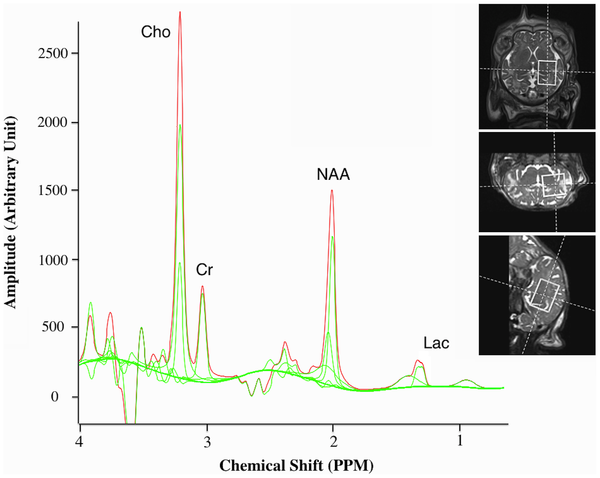 Cho
2500
2000
NAA
1500
Amplitude (Arbitrary Unit)
1000
Cr
500
Lac
0
4
3
2
1
Chemical Shift (PPM)